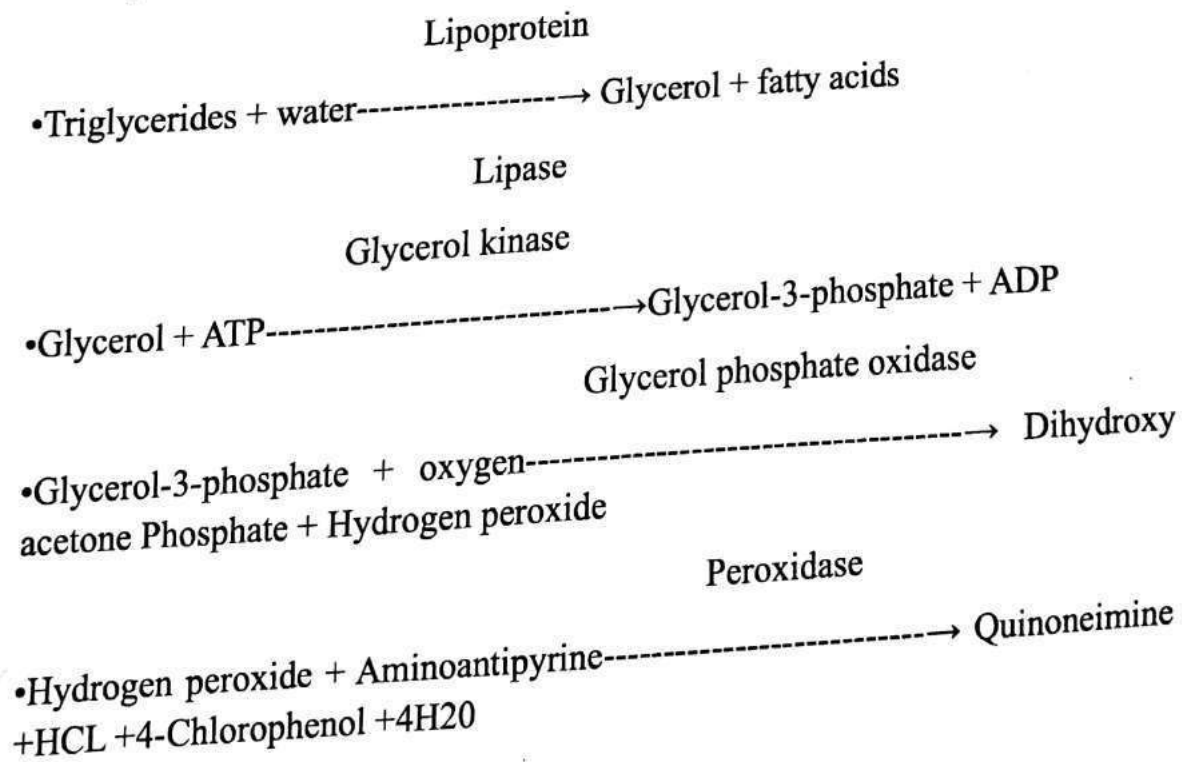 Lipoprotein
•Triglycerides + water------------------→ Glycerol + fatty acids
Lipase
Glycerol kinase
•Glycerol + ATP-----------------------------→Glycerol-3-phosphate + ADP
Glycerol phosphate oxidase
•Glycerol-3-phosphate + oxygen-----------------------------------→ Dihydroxy
acetone Phosphate + Hydrogen peroxide
Peroxidase
•Hydrogen peroxide + Aminoantipyrine---------------------------→ Quinoneimine
+HCL +4-Chlorophenol +4H20